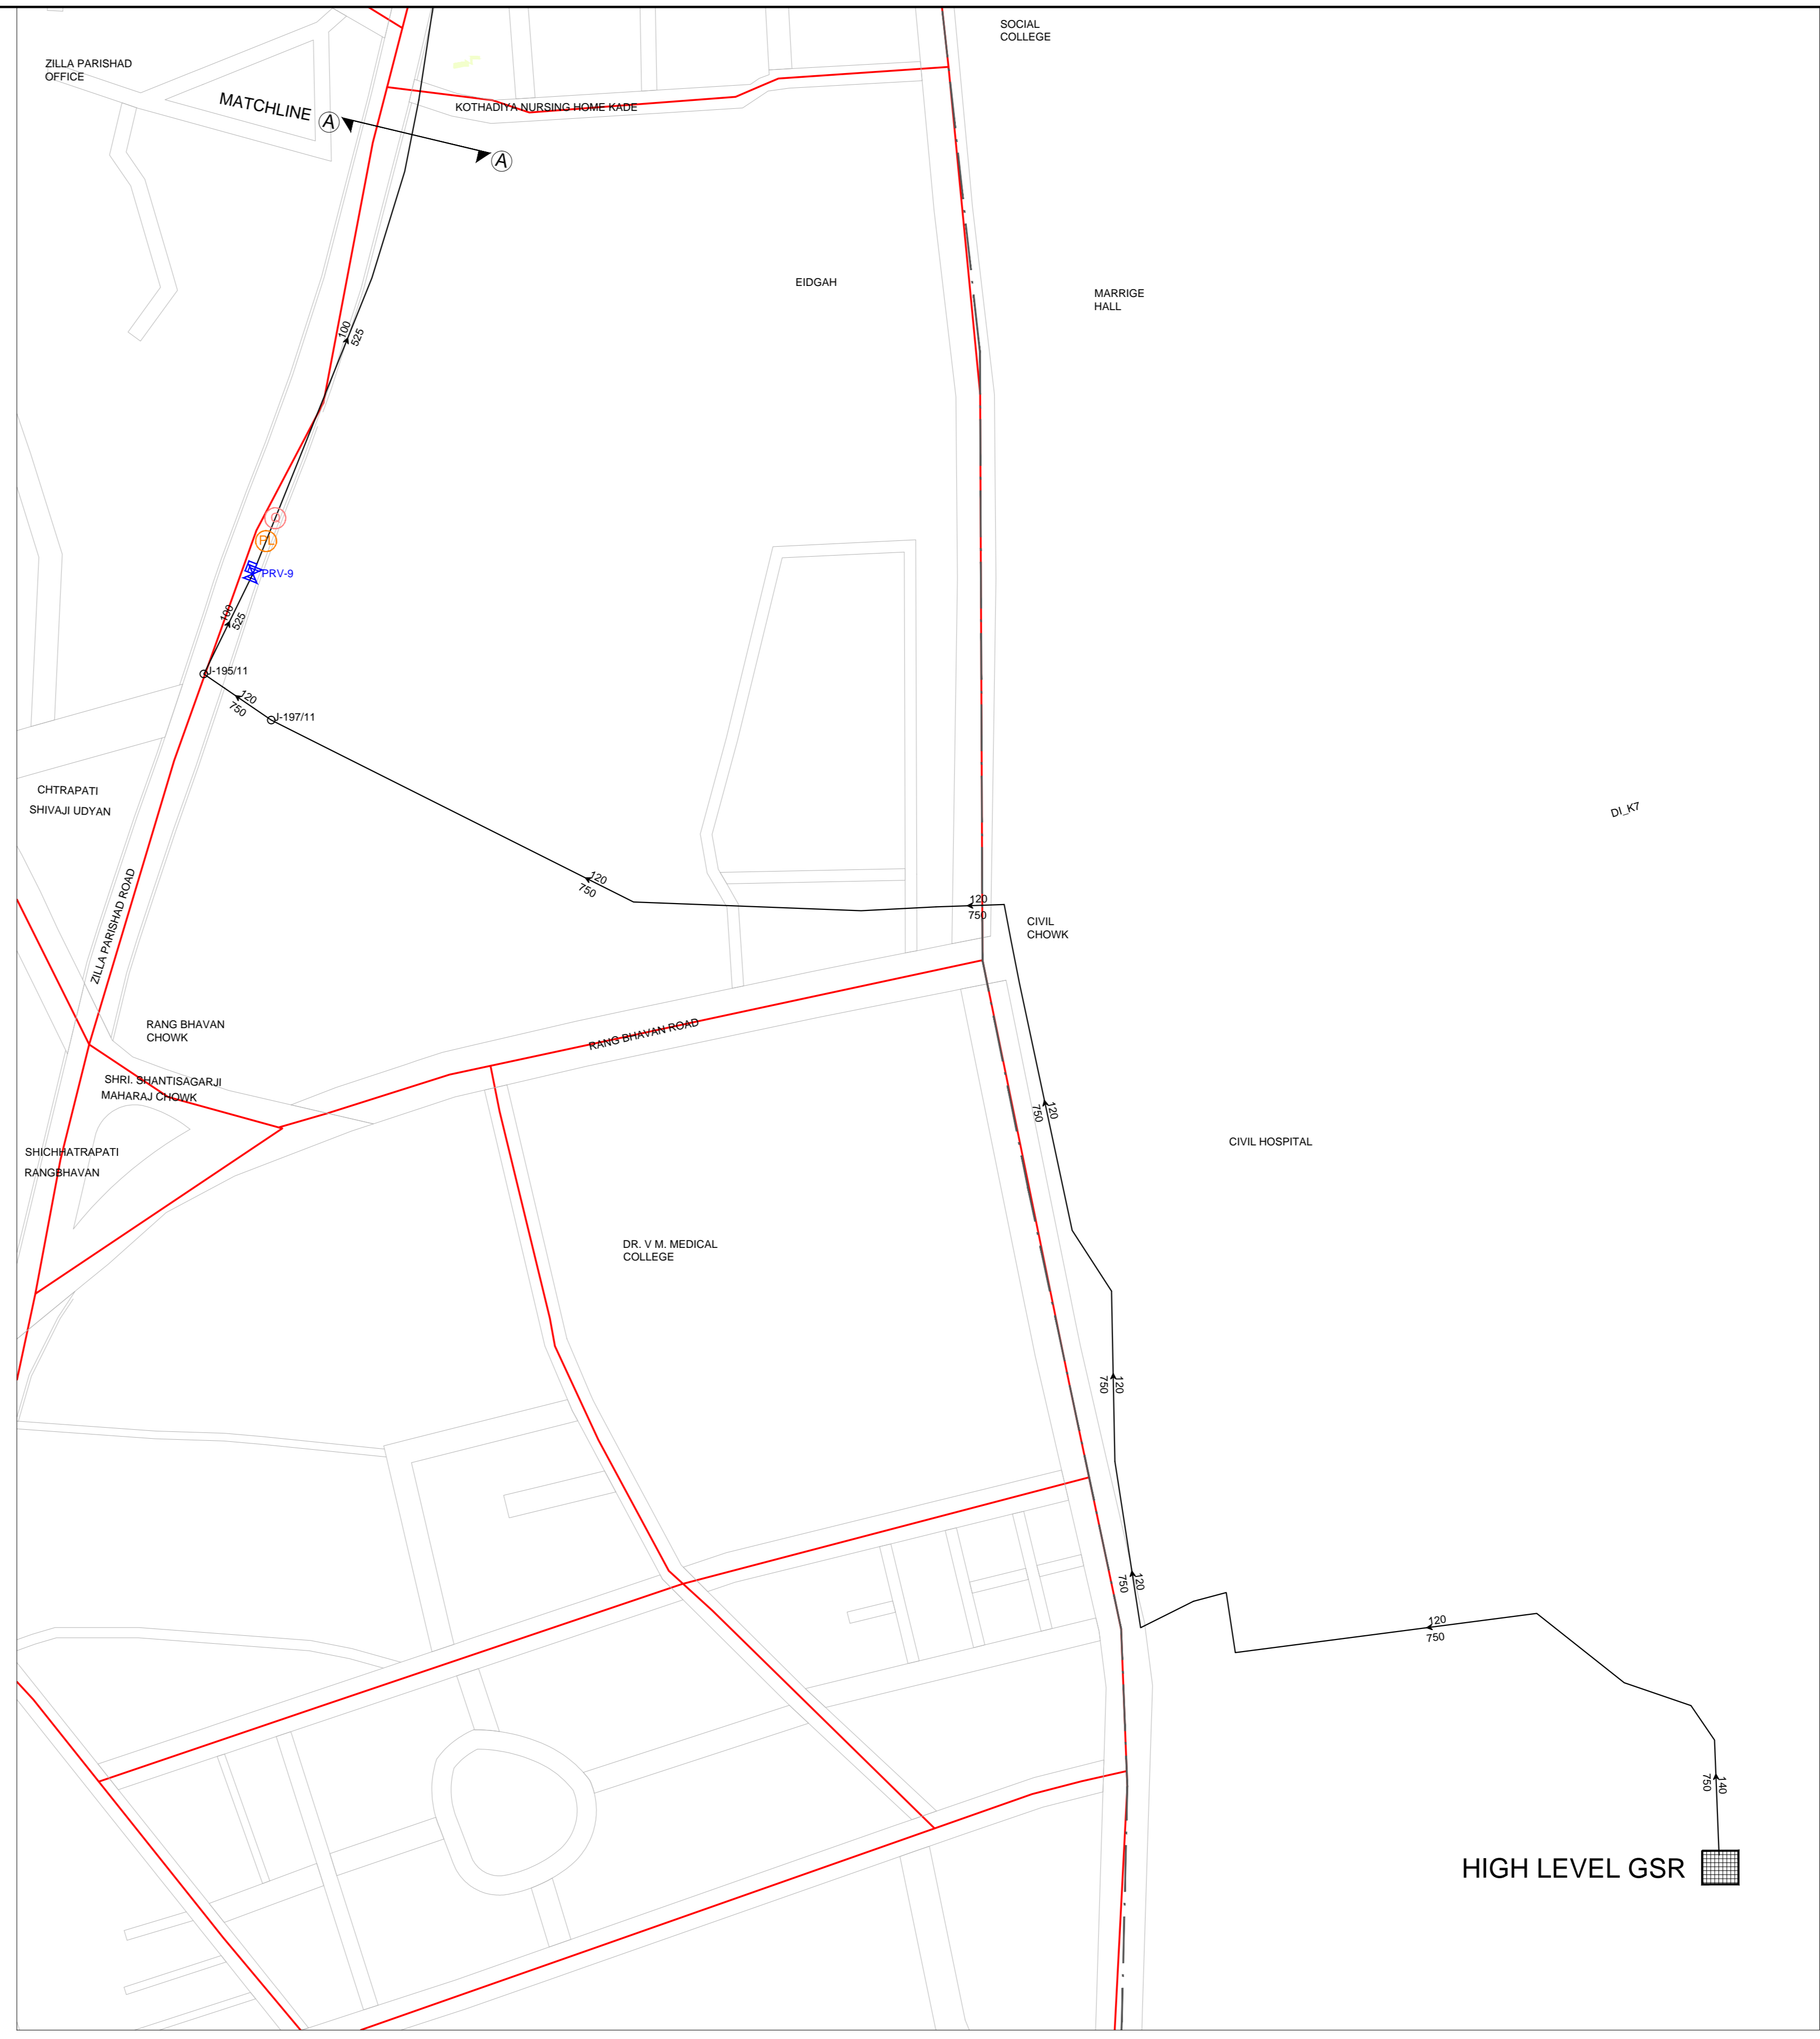 SOCIAL
COLLEGE
ZILLA PARISHAD
OFFICE
MATCHLINE
A
A
KOTHADIYA NURSING HOME KADE
EIDGAH
MARRIGE
HALL
100
525
PL
PRV-9
100
525
J-195/11
120
750
J-197/11
CHTRAPATI
SHIVAJI UDYAN
DI_K7
ZILLA PARISHAD ROAD
120
750
120
750
CIVIL
CHOWK
RANG BHAVAN
CHOWK
RANG BHAVAN ROAD
SHRI. SHANTISAGARJI
MAHARAJ CHOWK
120
750
CIVIL HOSPITAL
SHICHHATRAPATI
RANGBHAVAN
DR. V M. MEDICAL
COLLEGE
120
750
120
750
120
750
140
750
HIGH LEVEL GSR